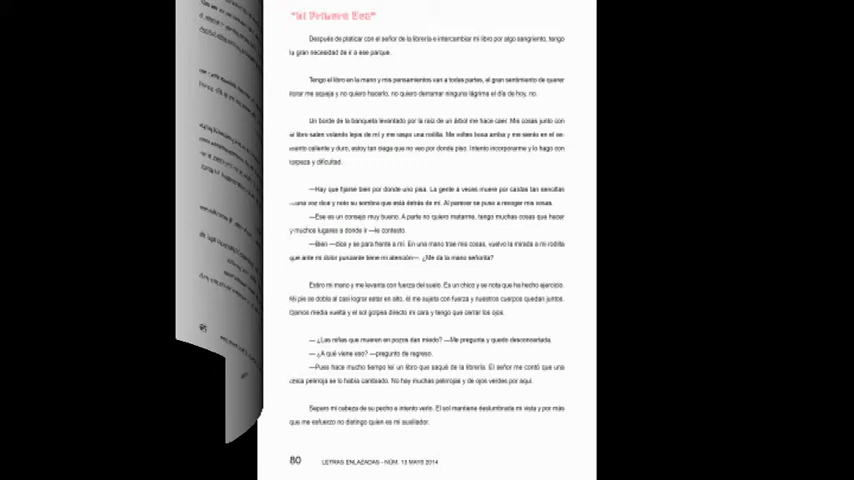 "Mi Primera Eco"
Después de platicar con el señor de la librería e intercambiar mi libro por algo sangriento, tengo
la gran necesidad de ir a ese parque.
Tengo el libro en la mano y mis pensamientos van a todas partes, el gran sentimiento de querer
llorar me aqueja y no quiero hacerlo, no quiero derramar ninguna lágrima el día de hoy, no.
Un borde de la banqueta levantado por la raíz de un árbol me hace caer. Mis cosas junto con
el libro salen volando lejos de mí y me raspo una rodilla. Me volteo boca arriba y me siento en el ce-
mento caliente y duro, estoy tan ciega que no veo por donde piso. Intento incorporarme y lo hago con
torpeza y dificultad.
—Hay que fijarse bien por donde uno pisa. La gente a veces muere por caídas tan sencillas
—una voz dice y noto su sombra que está detrás de mí. Al parecer se puso a recoger mis cosas.
—Ese es un consejo muy bueno. A parte no quiero matarme, tengo muchas cosas que hacer
y muchos lugares a donde ir —le contesto.
—Bien —dice y se para frente a mí. En una mano trae mis cosas, vuelvo la mirada a mi rodilla
que ante mi dolor punzante tiene mi atención—. ¿Me da la mano señorita?
Estiro mi mano y me levanta con fuerza del suelo. Es un chico y se nota que ha hecho ejercicio.
Mi pie se dobla al casi lograr estar en alto, él me sujeta con fuerza y nuestros cuerpos quedan juntos.
Damos media vuelta y el sol golpea directo mi cara y tengo que cerrar los ojos.
— ¿Las niñas que mueren en pozos dan miedo? —Me pregunta y quedo desconcertada.
— ¿A qué viene eso? —pregunto de regreso.
—Pues hace mucho tiempo leí un libro que saqué de la librería. El señor me contó que una
chica pelirroja se lo había cambiado. No hay muchas pelirrojas y de ojos verdes por aquí.
Separo mi cabeza de su pecho e intento verlo. El sol mantiene deslumbrada mi vista y por más
que me esfuerzo no distingo quien es mi auxiliador.
80 LETRAS ENLAZADAS - NÚM. 13 MAYO 2014